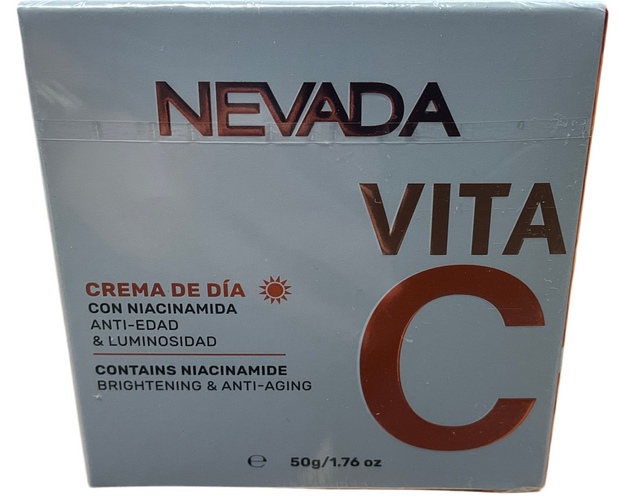 NEVADA
VITA
C
CREMA DE DÍA
CON NIACINAMIDA
ANTI-EDAD
& LUMINOSIDAD
CONTAINS NIACINAMIDE
BRIGHTENING & ANTI-AGING
℮ 50g/1.76 oz